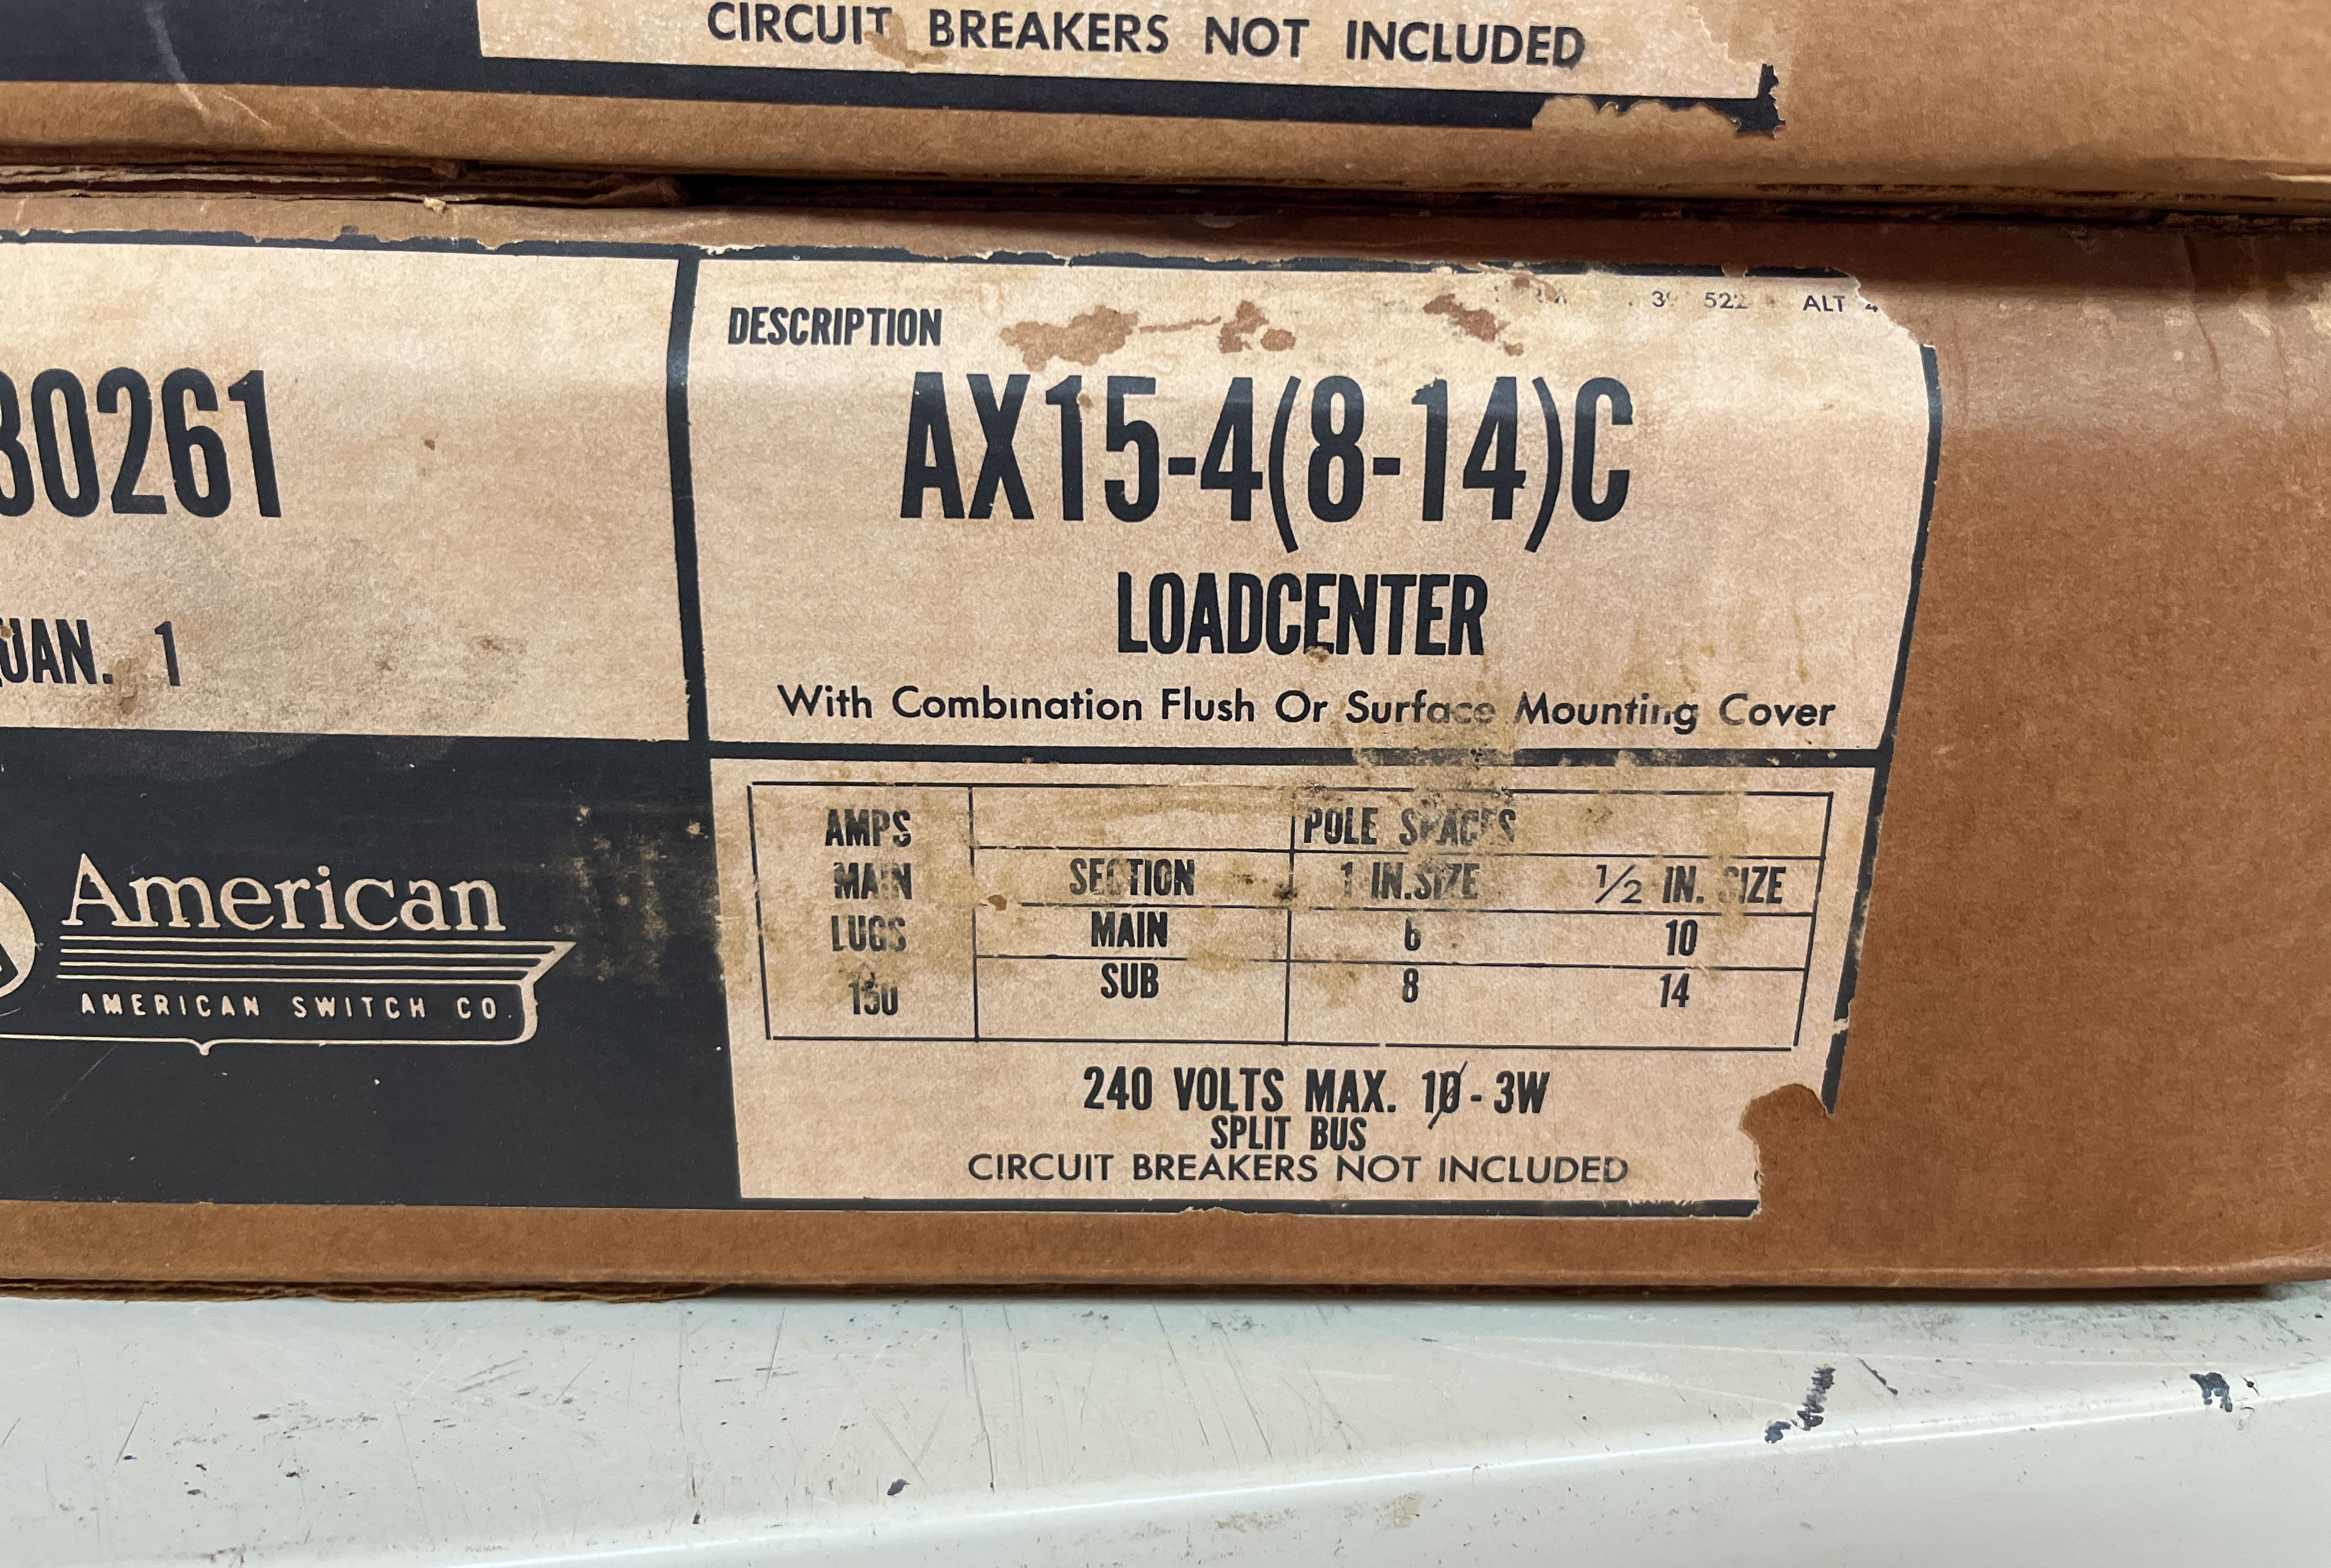 CIRCUIT BREAKERS NOT INCLUDED
30261
QUAN. 1
DESCRIPTION
ALT
AX15-4(8-14)C
LOADCENTER
With Combination Flush Or Surface Mounting Cover
American
AMERICAN SWITCH CO.
AMPS
MAIN
LUGS
150
POLE SPACES
SECTION 1 IN.SIZE 1/2 IN. SIZE
MAIN 6 10
SUB 8 14
240 VOLTS MAX. 1Ø - 3W
SPLIT BUS
CIRCUIT BREAKERS NOT INCLUDED